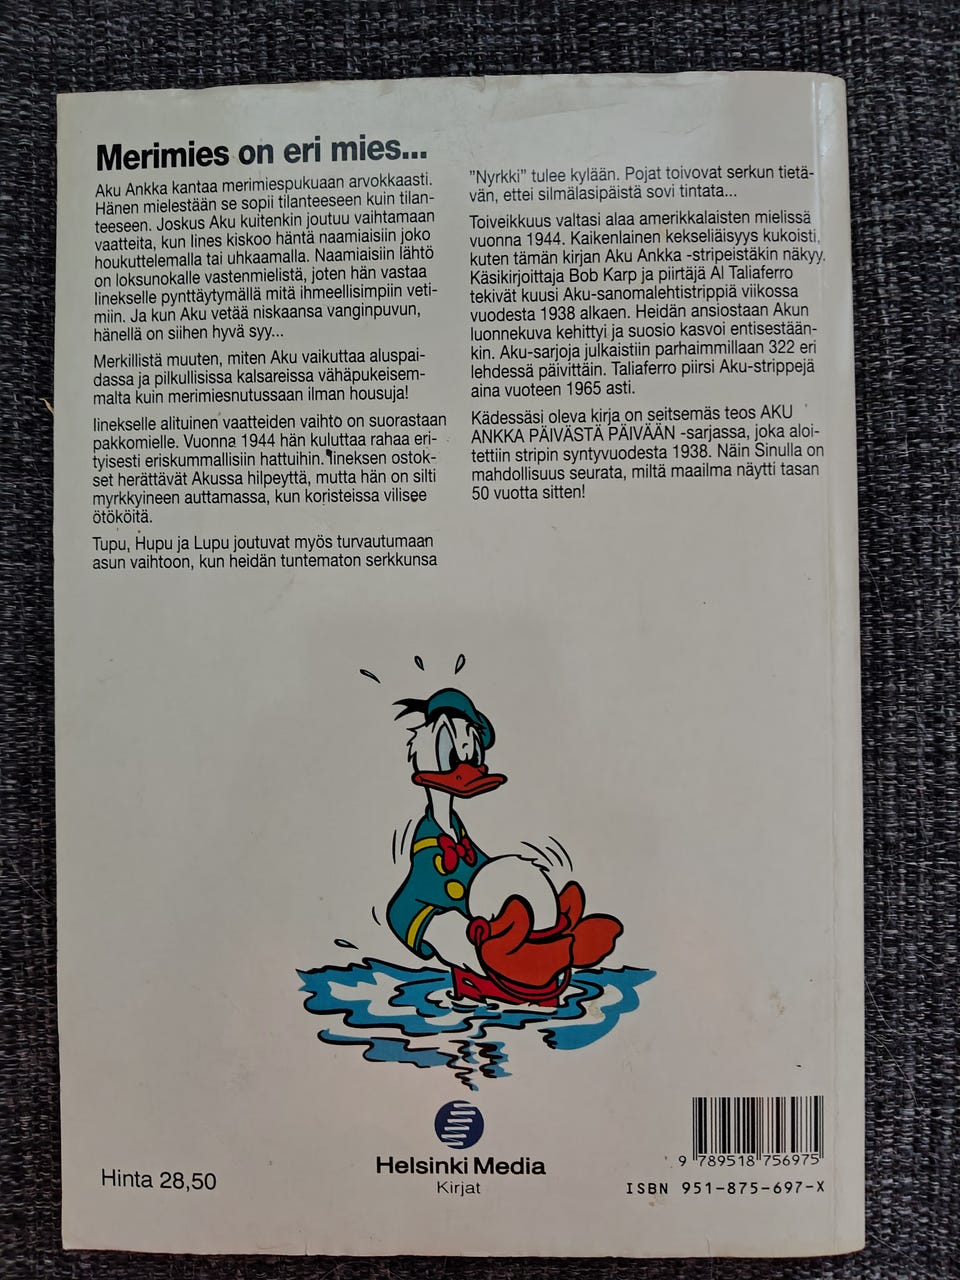 Merimies on eri mies...
Aku Ankka kantaa merimiespukuaan arvokkaasti.
Hänen mielestään se sopii tilanteeseen kuin tilan-
teeseen. Joskus Aku kuitenkin joutuu vaihtamaan
vaatteita, kun Iines kiskoo häntä naamiaisiin joko
houkuttelemalla tai uhkaamalla. Naamiaisiin lähtö
on loksunokalle vastenmielistä, joten hän vastaa
Iinekselle pynttäytymällä mitä ihmeellisimpiin veti-
miin. Ja kun Aku vetää niskaansa vanginpuvun,
hänellä on siihen hyvä syy...
Merkillistä muuten, miten Aku vaikuttaa aluspai-
dassa ja pilkullisissa kalsareissa vähäpukeisem-
malta kuin merimiesnutussaan ilman housuja!
Iinekselle alituinen vaatteiden vaihto on suorastaan
pakkomielle. Vuonna 1944 hän kuluttaa rahaa eri-
tyisesti eriskummallisiin hattuihin. Iineksen ostok-
set herättävät Akussa hilpeyttä, mutta hän on silti
myrkkyineen auttamassa, kun koristeissa vilisee
ötököitä.
Tupu, Hupu ja Lupu joutuvat myös turvautumaan
asun vaihtoon, kun heidän tuntematon serkkunsa
"Nyrkki" tulee kylään. Pojat toivovat serkun tietä-
vän, ettei silmälasipäistä sovi tintata...
Toiveikkuus valtasi alaa amerikkalaisten mielissä
vuonna 1944. Kaikenlainen kekseliäisyys kukoisti,
kuten tämän kirjan Aku Ankka -stripeistäkin näkyy.
Käsikirjoittaja Bob Karp ja piirtäjä Al Taliaferro
tekivät kuusi Aku-sanomalehtistrippiä viikossa
vuodesta 1938 alkaen. Heidän ansiostaan Akun
luonnekuva kehittyi ja suosio kasvoi entisestään-
kin. Aku-sarjoja julkaistiin parhaimmillaan 322 eri
lehdessä päivittäin. Taliaferro piirsi Aku-strippejä
aina vuoteen 1965 asti.
Kädessäsi oleva kirja on seitsemäs teos AKU
ANKKA PÄIVÄSTÄ PÄIVÄÄN -sarjassa, joka aloi-
tettiin stripin syntyvuodesta 1938. Näin Sinulla on
mahdollisuus seurata, miltä maailma näytti tasan
50 vuotta sitten!
Helsinki Media
Kirjat
Hinta 28,50
9 789518 756975
ISBN 951-875-697-X